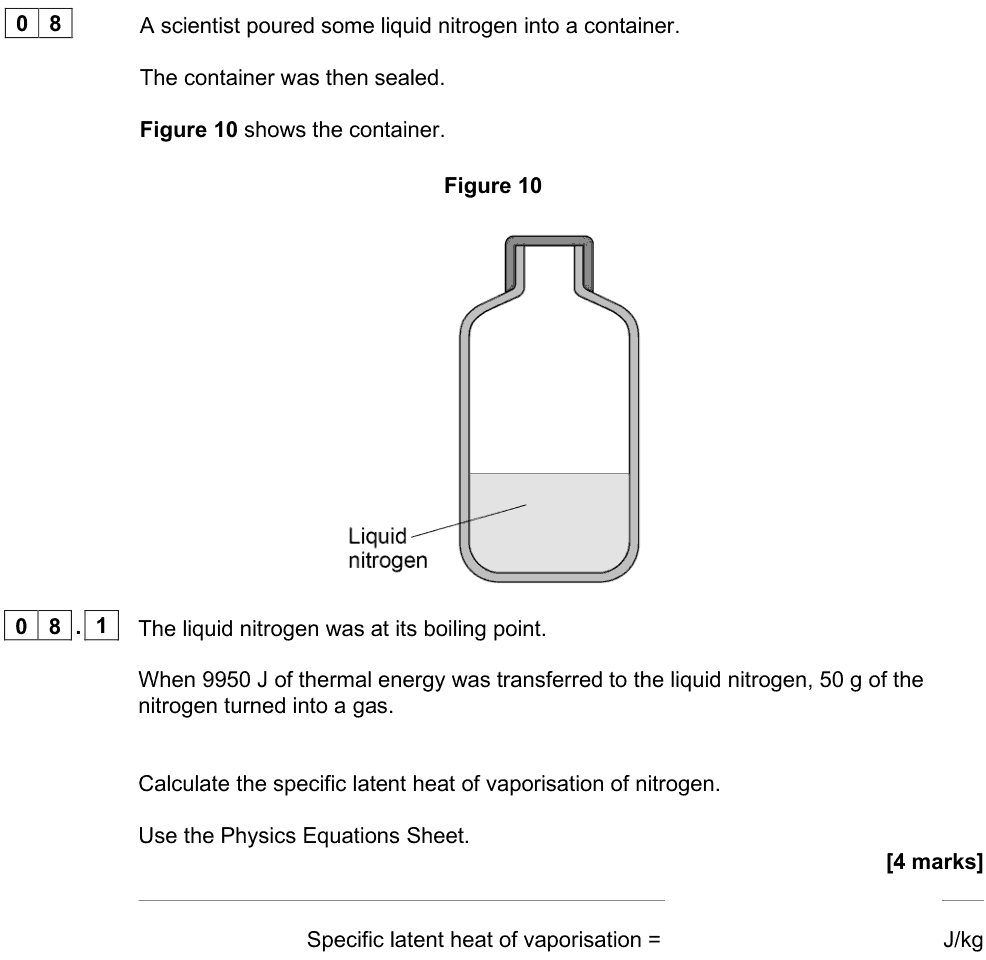 0 8 A scientist poured some liquid nitrogen into a container.
The container was then sealed.
Figure 10 shows the container.
Figure 10
Liquid
nitrogen
0 8 . 1 The liquid nitrogen was at its boiling point.
When 9950 J of thermal energy was transferred to the liquid nitrogen, 50 g of the
nitrogen turned into a gas.
Calculate the specific latent heat of vaporisation of nitrogen.
Use the Physics Equations Sheet.
[4 marks]
Specific latent heat of vaporisation = J/kg